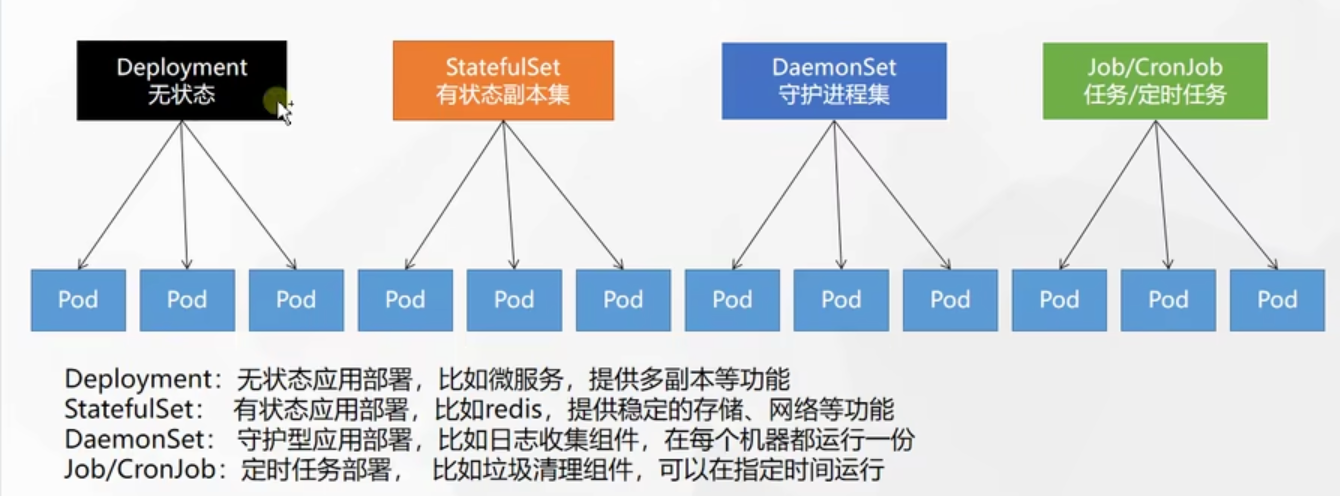 Deployment
无状态
StatefulSet
有状态副本集
DaemonSet
守护进程集
Job/CronJob
任务/定时任务
Pod Pod Pod Pod Pod Pod Pod Pod Pod Pod Pod Pod
Deployment：无状态应用部署，比如微服务，提供多副本等功能
StatefulSet： 有状态应用部署，比如redis，提供稳定的存储、网络等功能
DaemonSet： 守护型应用部署，比如日志收集组件，在每个机器都运行一份
Job/CronJob：定时任务部署， 比如垃圾清理组件，可以在指定时间运行